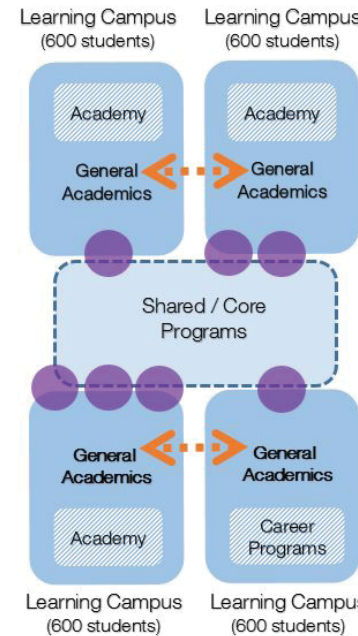 Learning Campus
(600 students)
Learning Campus
(600 students)
Academy
Academy
General
Academics
General
Academics
Shared / Core
Programs
General
Academics
General
Academics
Academy
Career
Programs
Learning Campus
(600 students)
Learning Campus
(600 students)